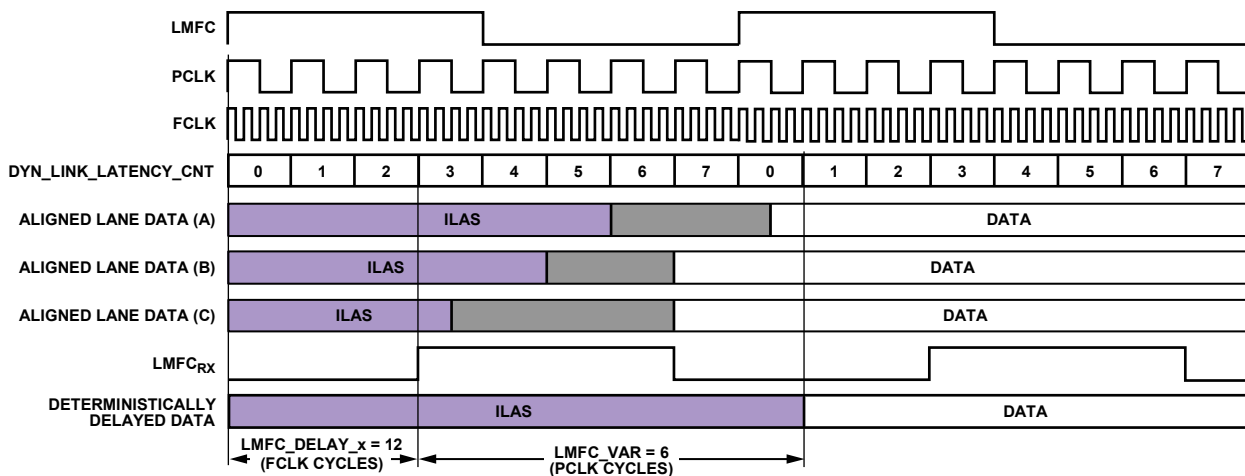 LMFC
PCLK
FCLK
DYN_LINK_LATENCY_CNT 0 1 2 3 4 5 6 7 0 1 2 3 4 5 6 7
ALIGNED LANE DATA (A) ILAS DATA
ALIGNED LANE DATA (B) ILAS DATA
ALIGNED LANE DATA (C) ILAS DATA
LMFCRX
DETERMINISTICALLY
DELAYED DATA
ILAS DATA
LMFC_DELAY_x = 12
(FCLK CYCLES)
LMFC_VAR = 6
(PCLK CYCLES)